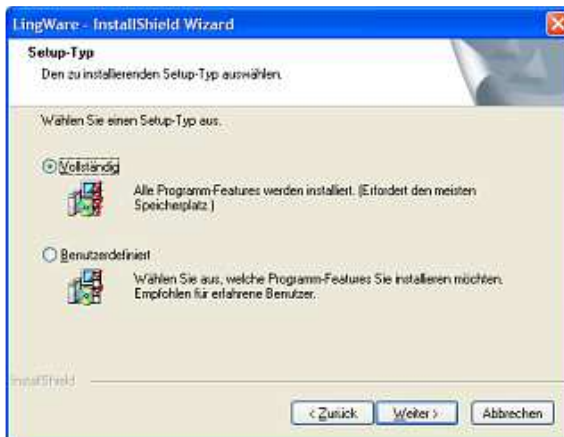 LingWare - InstallShield Wizard
Setup-Typ
Den zu installierenden Setup-Typ auswählen.
Wählen Sie einen Setup-Typ aus.
Vollständig
Alle Programm-Features werden installiert. (Erfordert den meisten
Speicherplatz.)
Benutzerdefiniert
Wählen Sie aus, welche Programm-Features Sie installieren möchten.
Empfohlen für erfahrene Benutzer.
InstallShield
< Zurück Weiter > Abbrechen